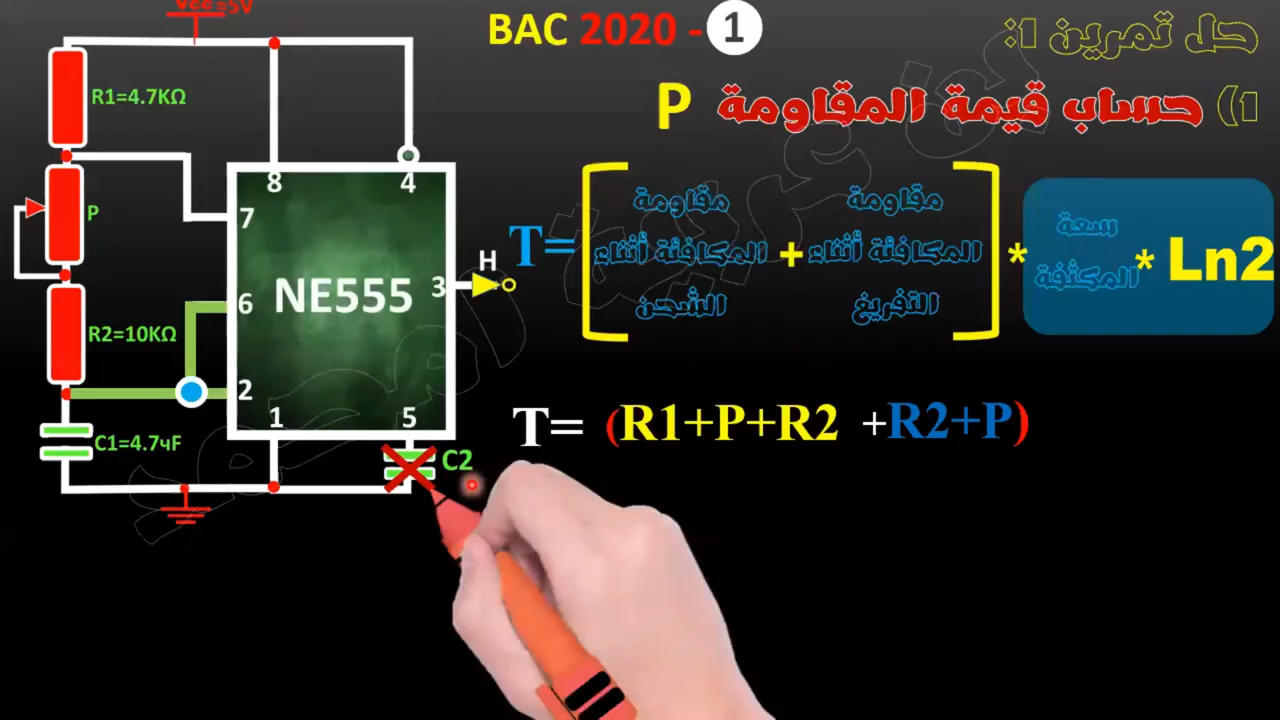 BAC 2020 - 1
حل تمرين 1:
1) حساب قيمة المقاومة P
Vcc=5V
R1=4.7KΩ
P
R2=10KΩ
C1=4.7чF
8
4
7
6
2
1
5
3
NE555
H
C2
T= [ مقاومة المكافئة أثناء الشحن + مقاومة المكافئة أثناء التفريغ ] * سعة المكثفة * Ln2
T= (R1+P+R2 +R2+P)